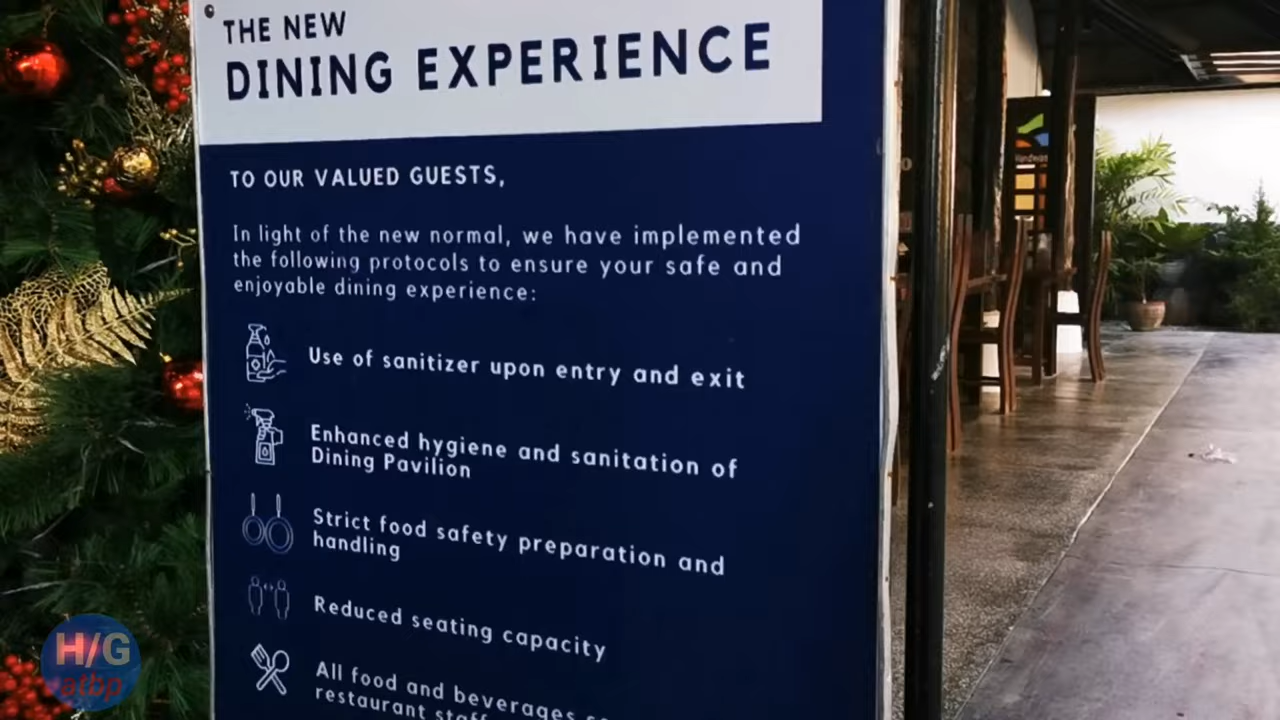 THE NEW
DINING EXPERIENCE
TO OUR VALUED GUESTS,
In light of the new normal, we have implemented
the following protocols to ensure your safe and
enjoyable dining experience:
Use of sanitizer upon entry and exit
Enhanced hygiene and sanitation of
Dining Pavilion
Strict food safety preparation and
handling
Reduced seating capacity
All food and beverages
restaurant staff
H/G
atbp